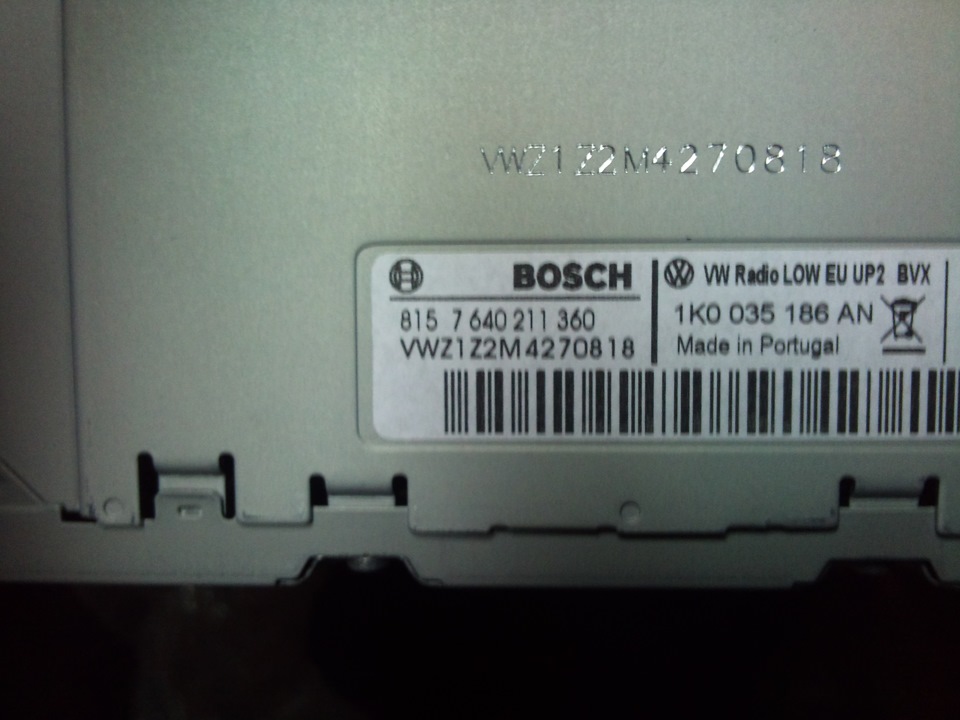 VWZ1Z2M4270818
BOSCH
815 7 640 211 360
VWZ1Z2M4270818
VW Radio LOW EU UP2 BVX
1K0 035 186 AN
Made in Portugal